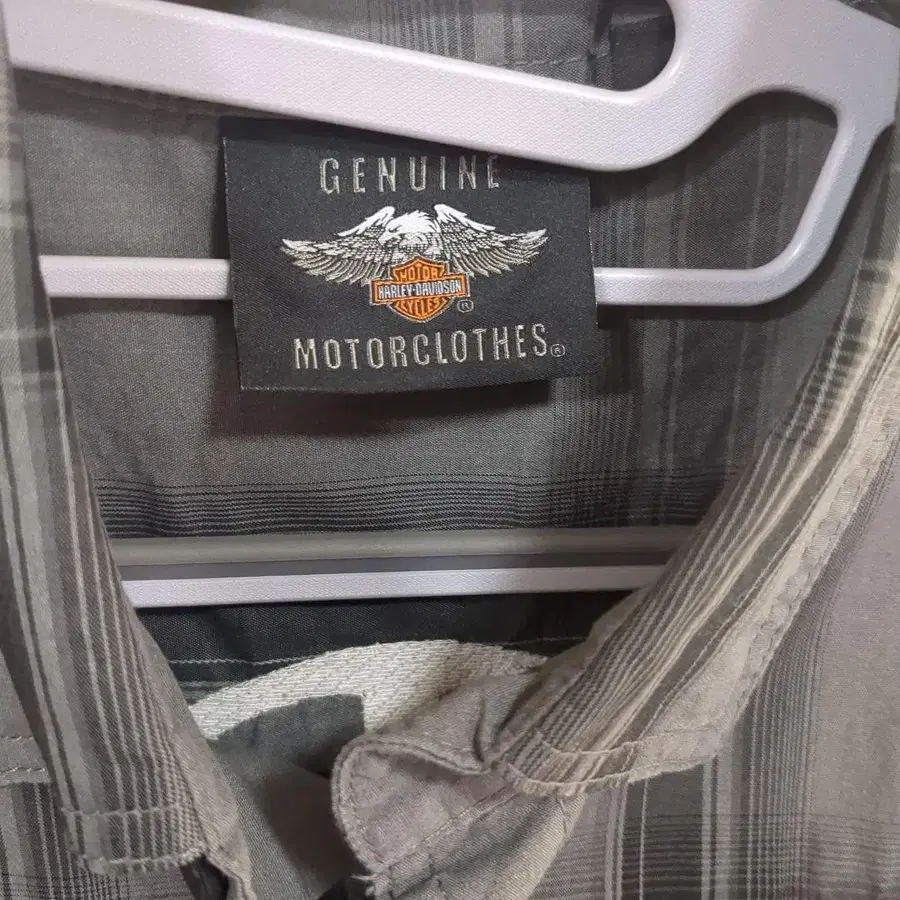 GENUINE
MOTOR
HARLEY-DAVIDSON
CYCLES
®
MOTORCLOTHES®